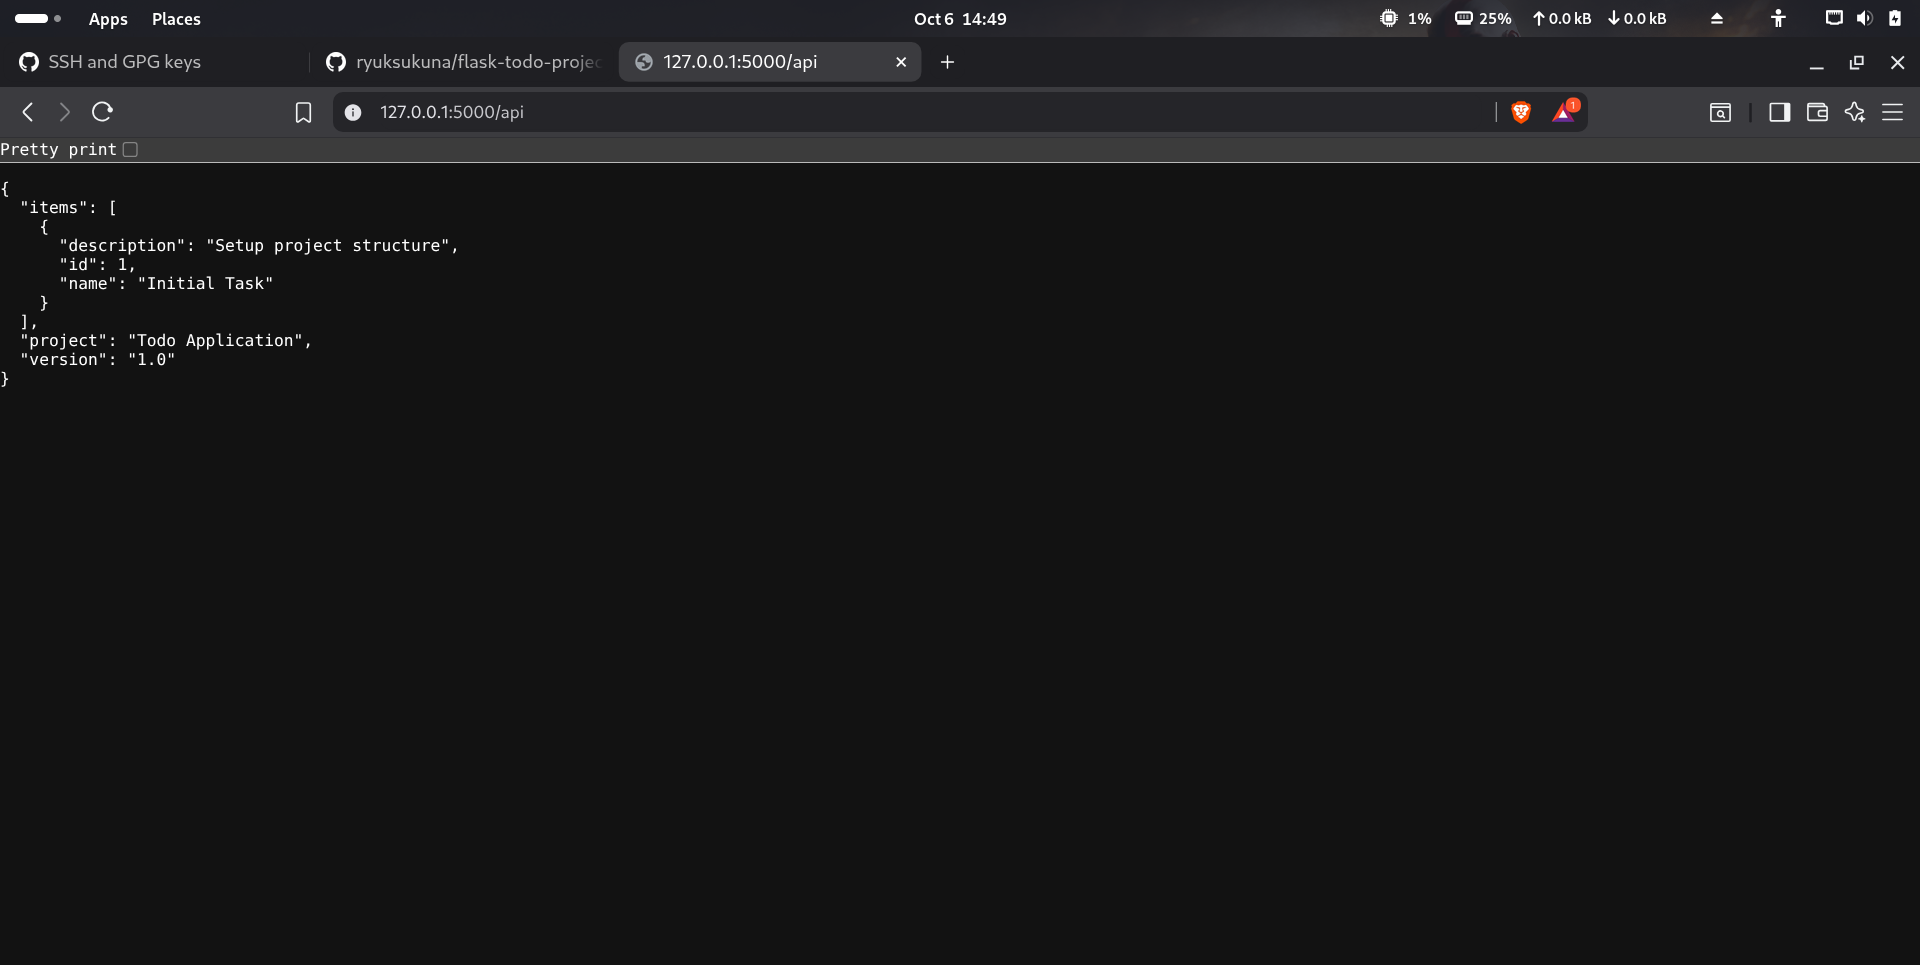 Apps Places Oct 6 14:49 1% 25% 0.0 kB 0.0 kB
SSH and GPG keys ryuksukuna/flask-todo-projec 127.0.0.1:5000/api
127.0.0.1:5000/api 1
Pretty print
{
  "items": [
    {
      "description": "Setup project structure",
      "id": 1,
      "name": "Initial Task"
    }
  ],
  "project": "Todo Application",
  "version": "1.0"
}